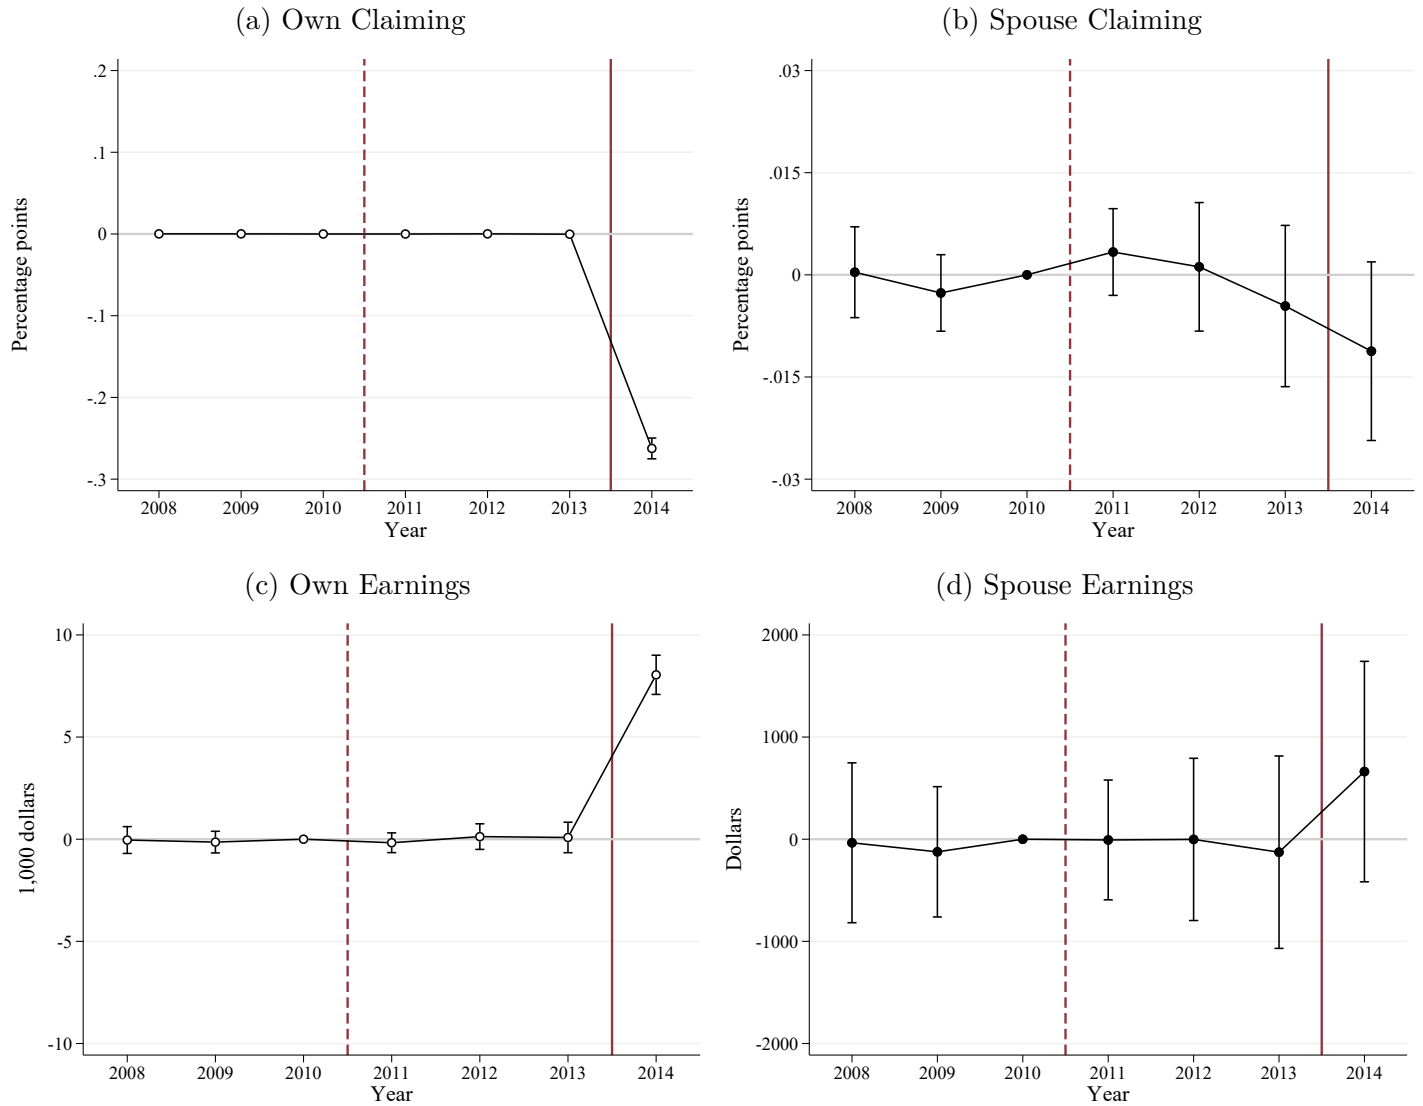 (a) Own Claiming
Percentage points
.2
.1
0
-.1
-.2
-.3
2008 2009 2010 2011 2012 2013 2014
Year
(b) Spouse Claiming
Percentage points
.03
.015
0
-.015
-.03
2008 2009 2010 2011 2012 2013 2014
Year
(c) Own Earnings
1,000 dollars
10
5
0
-5
-10
2008 2009 2010 2011 2012 2013 2014
Year
(d) Spouse Earnings
Dollars
2000
1000
0
-1000
-2000
2008 2009 2010 2011 2012 2013 2014
Year